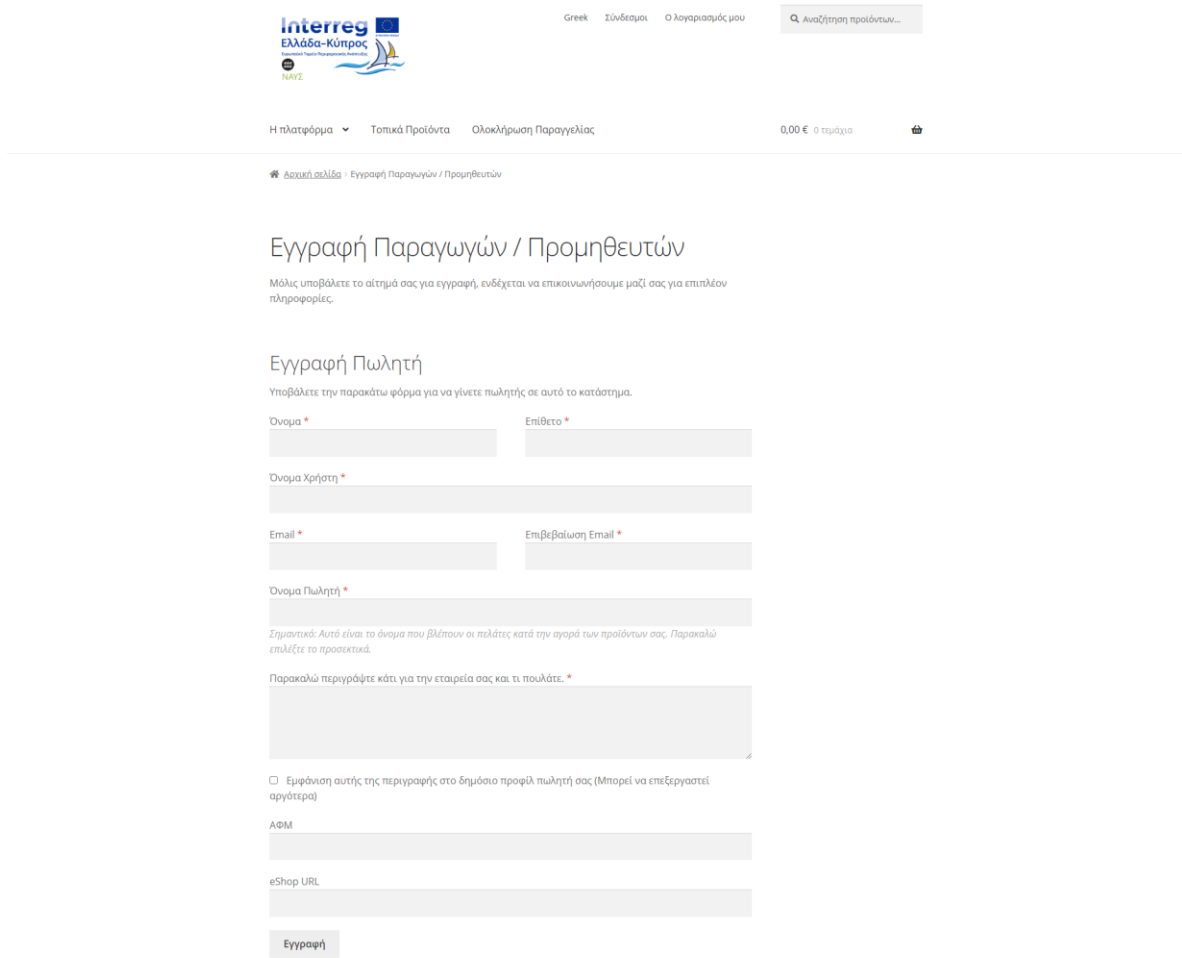 Interreg
Ελλάδα-Κύπρος
Ευρωπαϊκό Ταμείο Περιφερειακής Ανάπτυξης
ΝΑΥΣ
Greek Σύνδεσμοι Ο λογαριασμός μου
Αναζήτηση προϊόντων...
Η πλατφόρμα Τοπικά Προϊόντα Ολοκλήρωση Παραγγελίας 0,00 € 0 τεμάχια
Αρχική σελίδα › Εγγραφή Παραγωγών / Προμηθευτών
Εγγραφή Παραγωγών / Προμηθευτών
Μόλις υποβάλετε το αίτημά σας για εγγραφή, ενδέχεται να επικοινωνήσουμε μαζί σας για επιπλέον
πληροφορίες.
Εγγραφή Πωλητή
Υποβάλετε την παρακάτω φόρμα για να γίνετε πωλητής σε αυτό το κατάστημα.
Όνομα * Επίθετο *
Όνομα Χρήστη *
Email * Επιβεβαίωση Email *
Όνομα Πωλητή *
Σημαντικό: Αυτό είναι το όνομα που βλέπουν οι πελάτες κατά την αγορά των προϊόντων σας. Παρακαλώ
επιλέξτε το προσεκτικά.
Παρακαλώ περιγράψτε κάτι για την εταιρεία σας και τι πουλάτε. *
Εμφάνιση αυτής της περιγραφής στο δημόσιο προφίλ πωλητή σας (Μπορεί να επεξεργαστεί
αργότερα)
ΑΦΜ
eShop URL
Εγγραφή